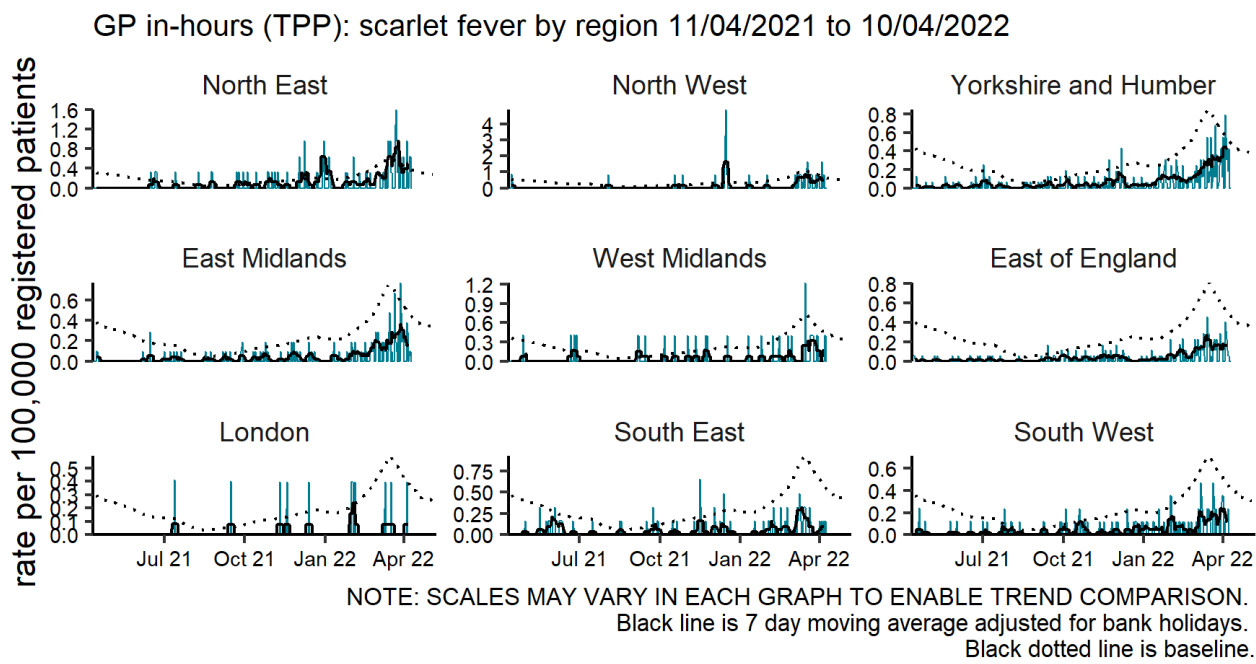 GP in-hours (TPP): scarlet fever by region 11/04/2021 to 10/04/2022
rate per 100,000 registered patients
North East
1.6
1.2
0.8
0.4
0.0
North West
4
3
2
1
0
Yorkshire and Humber
0.8
0.6
0.4
0.2
0.0
East Midlands
0.6
0.4
0.2
0.0
West Midlands
1.2
0.9
0.6
0.3
0.0
East of England
0.8
0.6
0.4
0.2
0.0
London
0.5
0.4
0.3
0.2
0.1
0.0
Jul 21 Oct 21 Jan 22 Apr 22
South East
0.75
0.50
0.25
0.00
Jul 21 Oct 21 Jan 22 Apr 22
South West
0.6
0.4
0.2
0.0
Jul 21 Oct 21 Jan 22 Apr 22
NOTE: SCALES MAY VARY IN EACH GRAPH TO ENABLE TREND COMPARISON.
Black line is 7 day moving average adjusted for bank holidays.
Black dotted line is baseline.